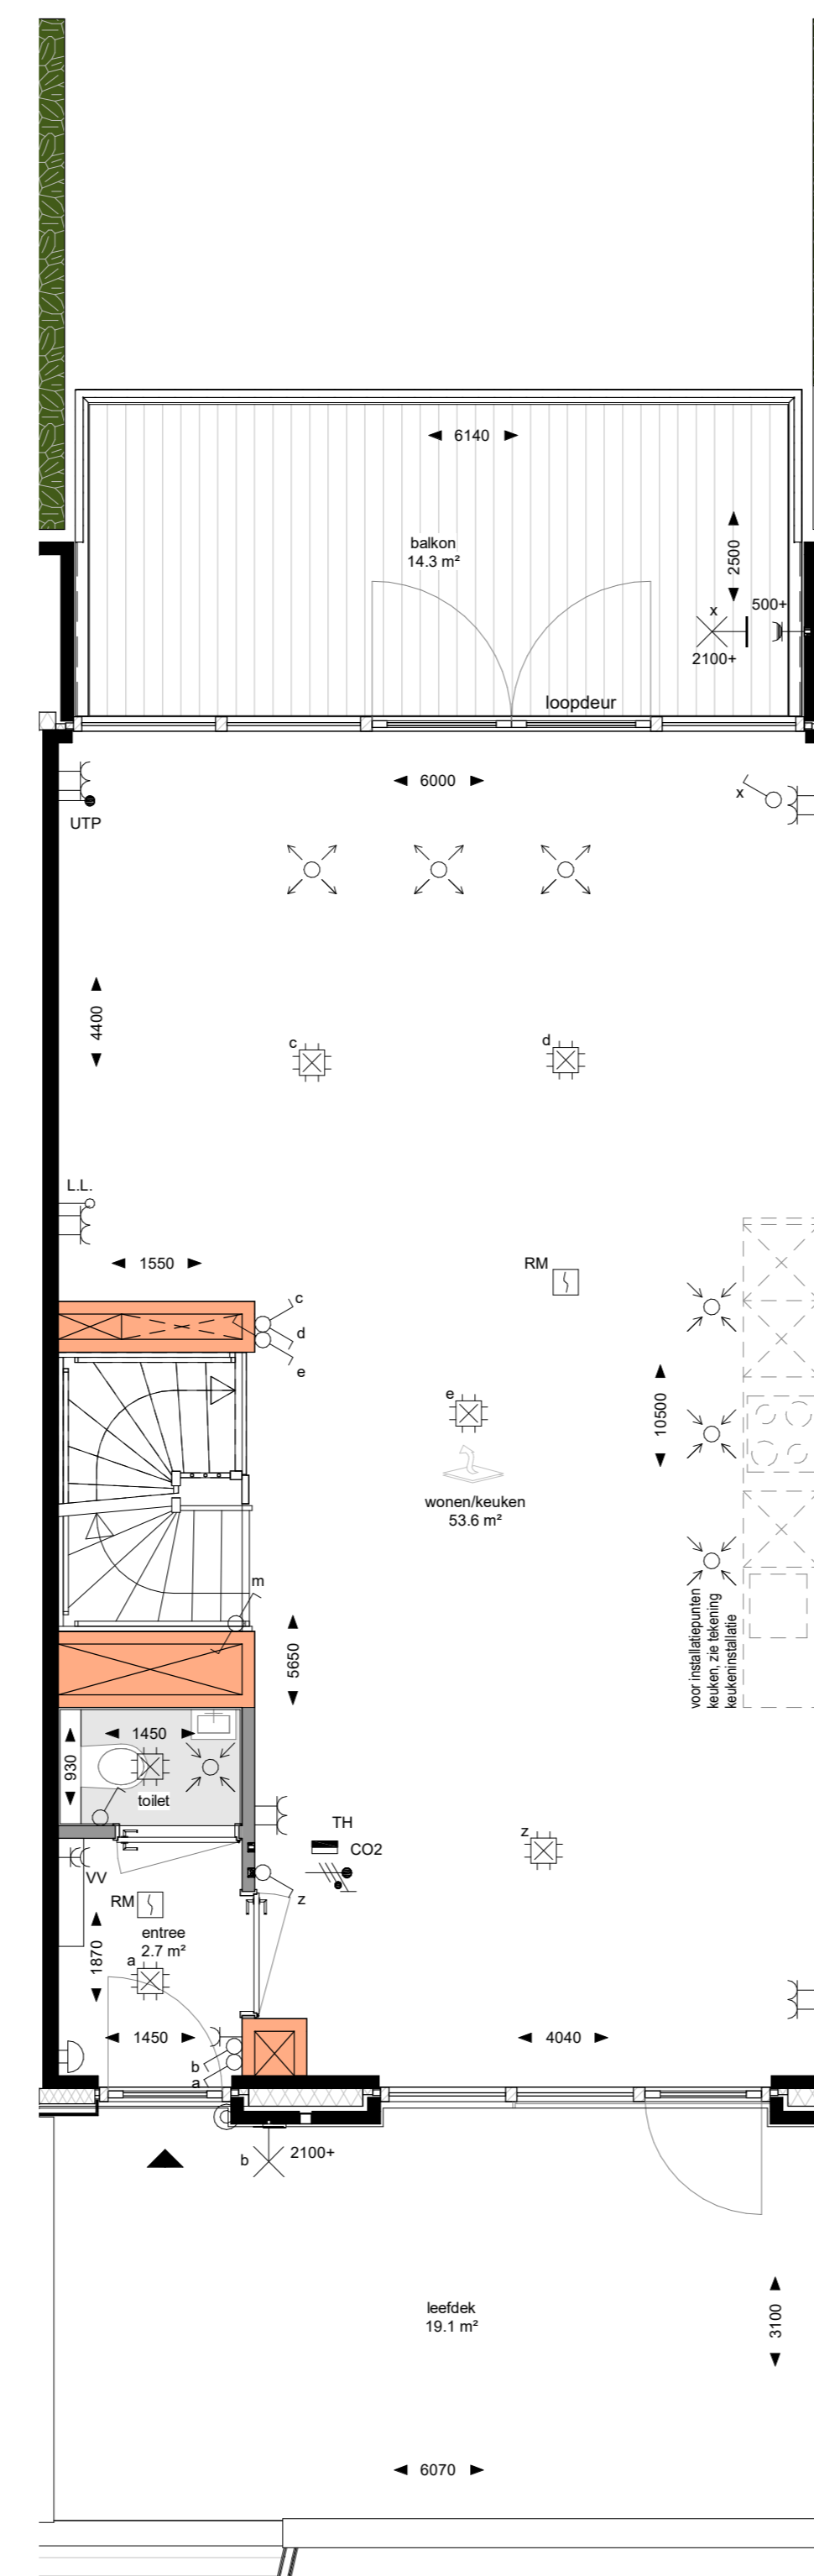 6140
balkon
14.3 m²
2500
x
500+
2100+
loopdeur
6000
x
UTP
4400
c
d
L.L.
1550
RM
c
d
e
e
10500
wonen/keuken
53.6 m²
m
voor installatiepunten
keuken, zie tekening
keukeninstallatie
5650
1450
930
toilet
TH
CO2
z
VV
z
RM
entree
2.7 m²
1870
a
1450
4040
b
a
b
2100+
leefdek
19.1 m²
3100
6070